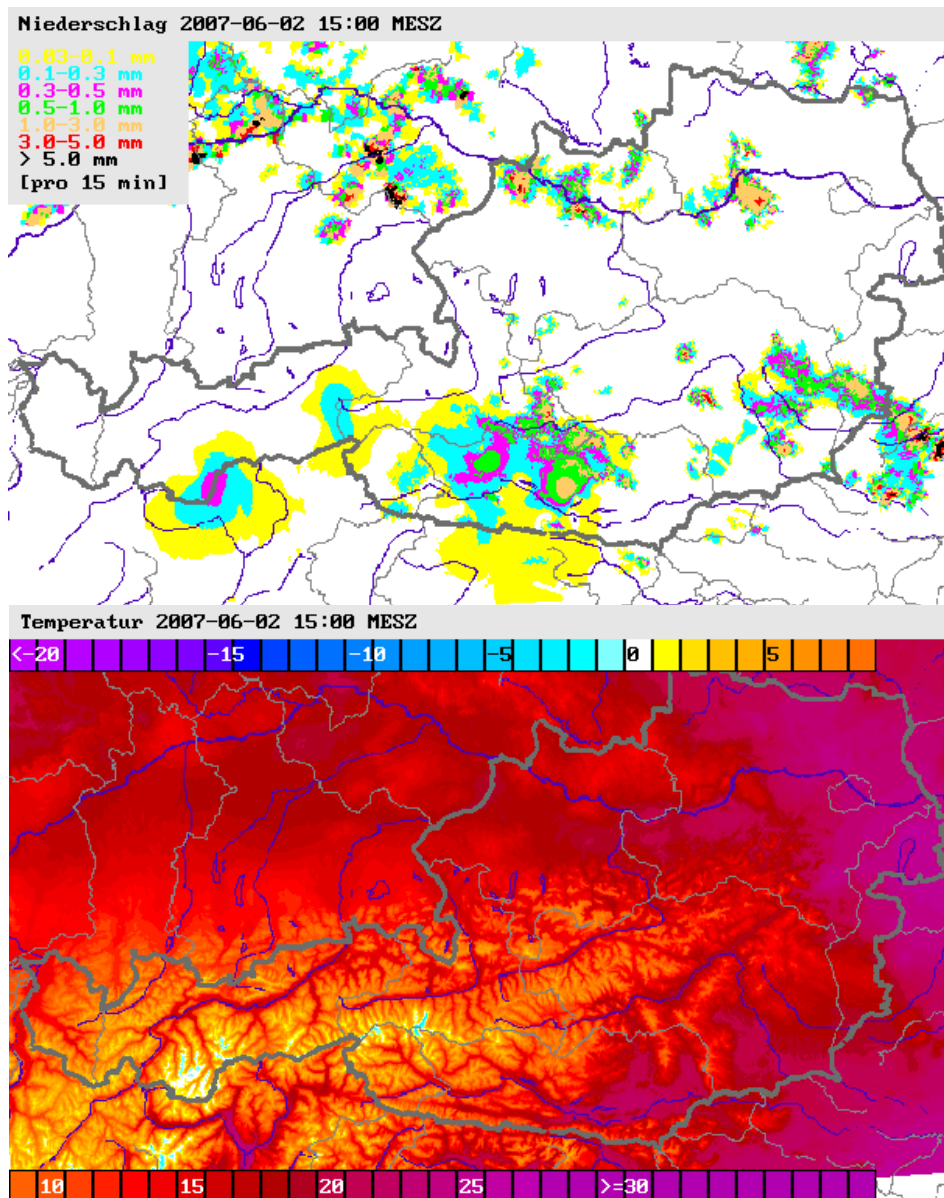 Niederschlag 2007-06-02 15:00 MESZ
0.03-0.1 mm
0.1-0.3 mm
0.3-0.5 mm
0.5-1.0 mm
1.0-3.0 mm
3.0-5.0 mm
> 5.0 mm
[pro 15 min]
Temperatur 2007-06-02 15:00 MESZ
<-20 -15 -10 -5 0 5
10 15 20 25 >=30